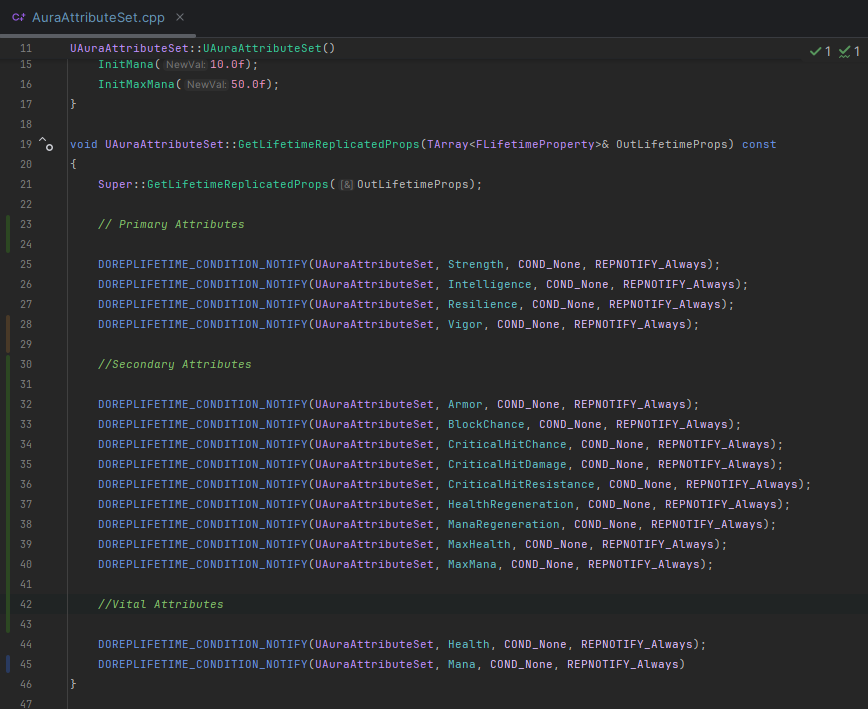 C++ AuraAttributeSet.cpp ×
11 UAuraAttributeSet::UAuraAttributeSet()
1 1
15 InitMana( NewVal: 10.0f);
16 InitMaxMana( NewVal: 50.0f);
17 }
18
19 void UAuraAttributeSet::GetLifetimeReplicatedProps(TArray<FLifetimeProperty>& OutLifetimeProps) const
20 {
21 Super::GetLifetimeReplicatedProps( [&] OutLifetimeProps);
22
23 // Primary Attributes
24
25 DOREPLIFETIME_CONDITION_NOTIFY(UAuraAttributeSet, Strength, COND_None, REPNOTIFY_Always);
26 DOREPLIFETIME_CONDITION_NOTIFY(UAuraAttributeSet, Intelligence, COND_None, REPNOTIFY_Always);
27 DOREPLIFETIME_CONDITION_NOTIFY(UAuraAttributeSet, Resilience, COND_None, REPNOTIFY_Always);
28 DOREPLIFETIME_CONDITION_NOTIFY(UAuraAttributeSet, Vigor, COND_None, REPNOTIFY_Always);
29
30 //Secondary Attributes
31
32 DOREPLIFETIME_CONDITION_NOTIFY(UAuraAttributeSet, Armor, COND_None, REPNOTIFY_Always);
33 DOREPLIFETIME_CONDITION_NOTIFY(UAuraAttributeSet, BlockChance, COND_None, REPNOTIFY_Always);
34 DOREPLIFETIME_CONDITION_NOTIFY(UAuraAttributeSet, CriticalHitChance, COND_None, REPNOTIFY_Always);
35 DOREPLIFETIME_CONDITION_NOTIFY(UAuraAttributeSet, CriticalHitDamage, COND_None, REPNOTIFY_Always);
36 DOREPLIFETIME_CONDITION_NOTIFY(UAuraAttributeSet, CriticalHitResistance, COND_None, REPNOTIFY_Always);
37 DOREPLIFETIME_CONDITION_NOTIFY(UAuraAttributeSet, HealthRegeneration, COND_None, REPNOTIFY_Always);
38 DOREPLIFETIME_CONDITION_NOTIFY(UAuraAttributeSet, ManaRegeneration, COND_None, REPNOTIFY_Always);
39 DOREPLIFETIME_CONDITION_NOTIFY(UAuraAttributeSet, MaxHealth, COND_None, REPNOTIFY_Always);
40 DOREPLIFETIME_CONDITION_NOTIFY(UAuraAttributeSet, MaxMana, COND_None, REPNOTIFY_Always);
41
42 //Vital Attributes
43
44 DOREPLIFETIME_CONDITION_NOTIFY(UAuraAttributeSet, Health, COND_None, REPNOTIFY_Always);
45 DOREPLIFETIME_CONDITION_NOTIFY(UAuraAttributeSet, Mana, COND_None, REPNOTIFY_Always)
46 }
47